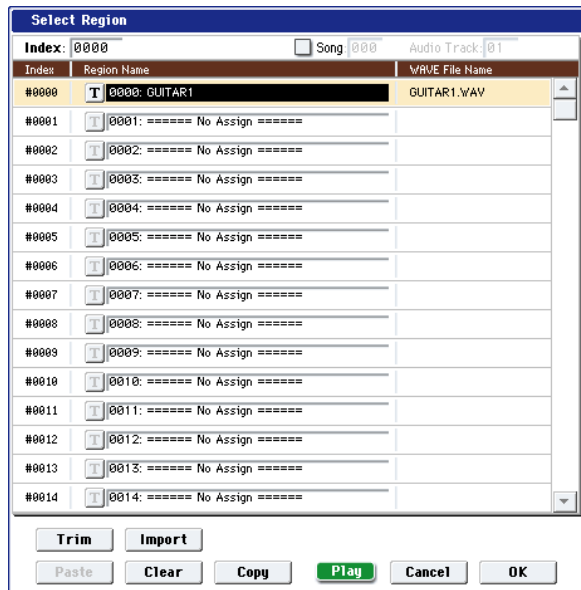 Select Region
Index: 0000 Song: 000 Audio Track: 01
Index Region Name WAVE File Name
#0000 T 0000: GUITAR1 GUITAR1.WAV
#0001 T 0001: ====== No Assign ======
#0002 T 0002: ====== No Assign ======
#0003 T 0003: ====== No Assign ======
#0004 T 0004: ====== No Assign ======
#0005 T 0005: ====== No Assign ======
#0006 T 0006: ====== No Assign ======
#0007 T 0007: ====== No Assign ======
#0008 T 0008: ====== No Assign ======
#0009 T 0009: ====== No Assign ======
#0010 T 0010: ====== No Assign ======
#0011 T 0011: ====== No Assign ======
#0012 T 0012: ====== No Assign ======
#0013 T 0013: ====== No Assign ======
#0014 T 0014: ====== No Assign ======
Trim Import
Paste Clear Copy Play Cancel OK